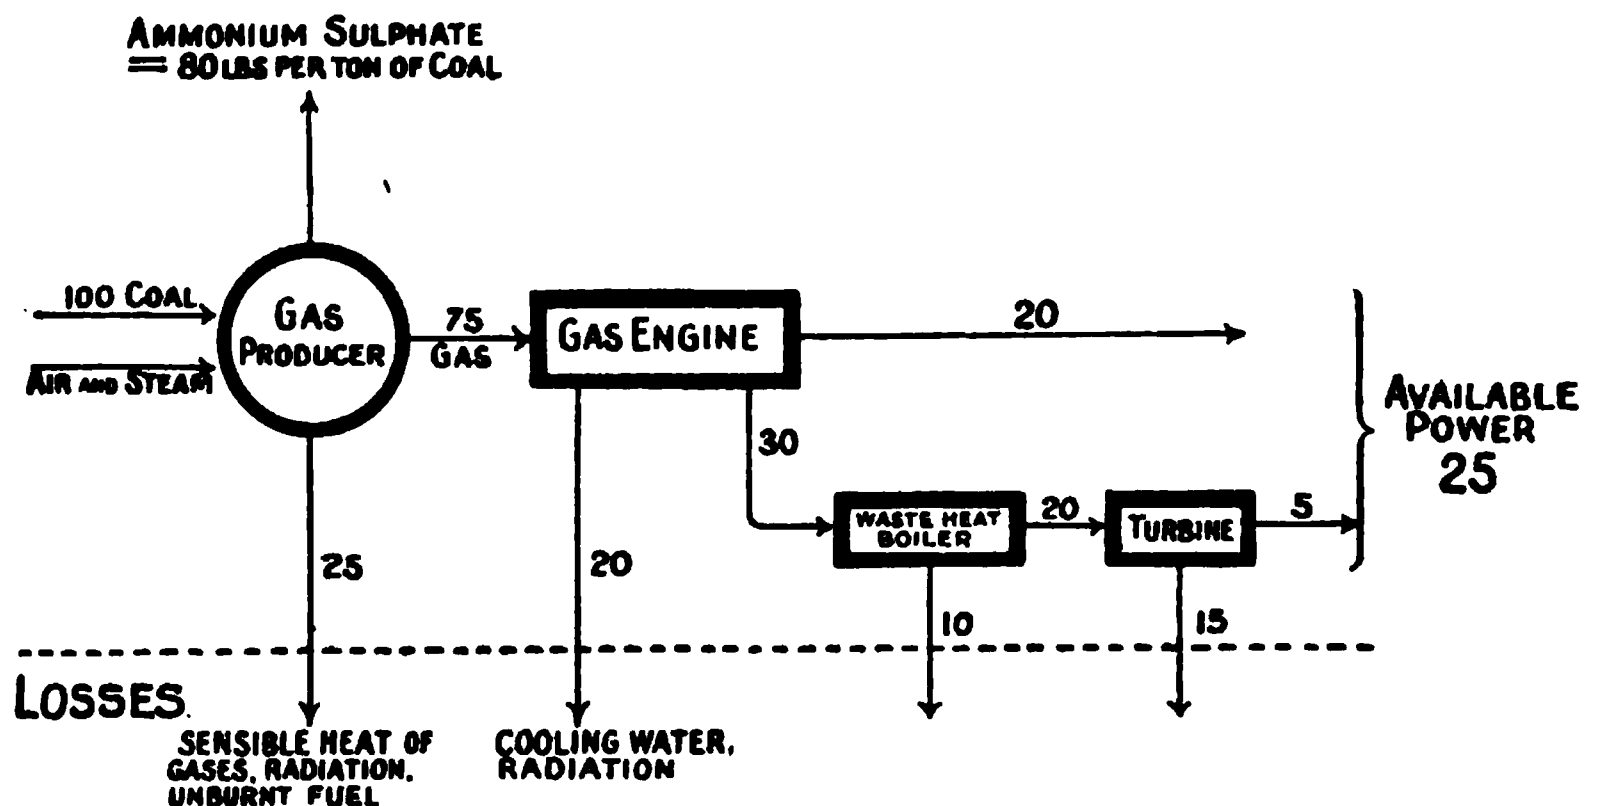 AMMONIUM SULPHATE
= 80 LBS PER TON OF COAL
100 COAL
AIR AND STEAM
GAS
PRODUCER
75
GAS
GAS ENGINE
20
30
WASTE HEAT
BOILER
20
TURBINE
5
AVAILABLE
POWER
25
25
20
10
15
LOSSES.
SENSIBLE HEAT OF
GASES, RADIATION.
UNBURNT FUEL
COOLING WATER,
RADIATION